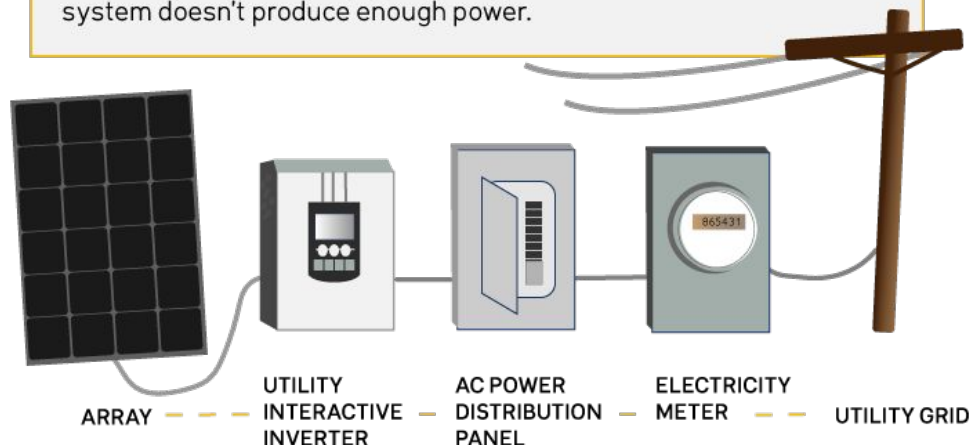 system doesn't produce enough power.
865431
UTILITY
INTERACTIVE
INVERTER
AC POWER
DISTRIBUTION
PANEL
ELECTRICITY
METER
ARRAY
UTILITY GRID